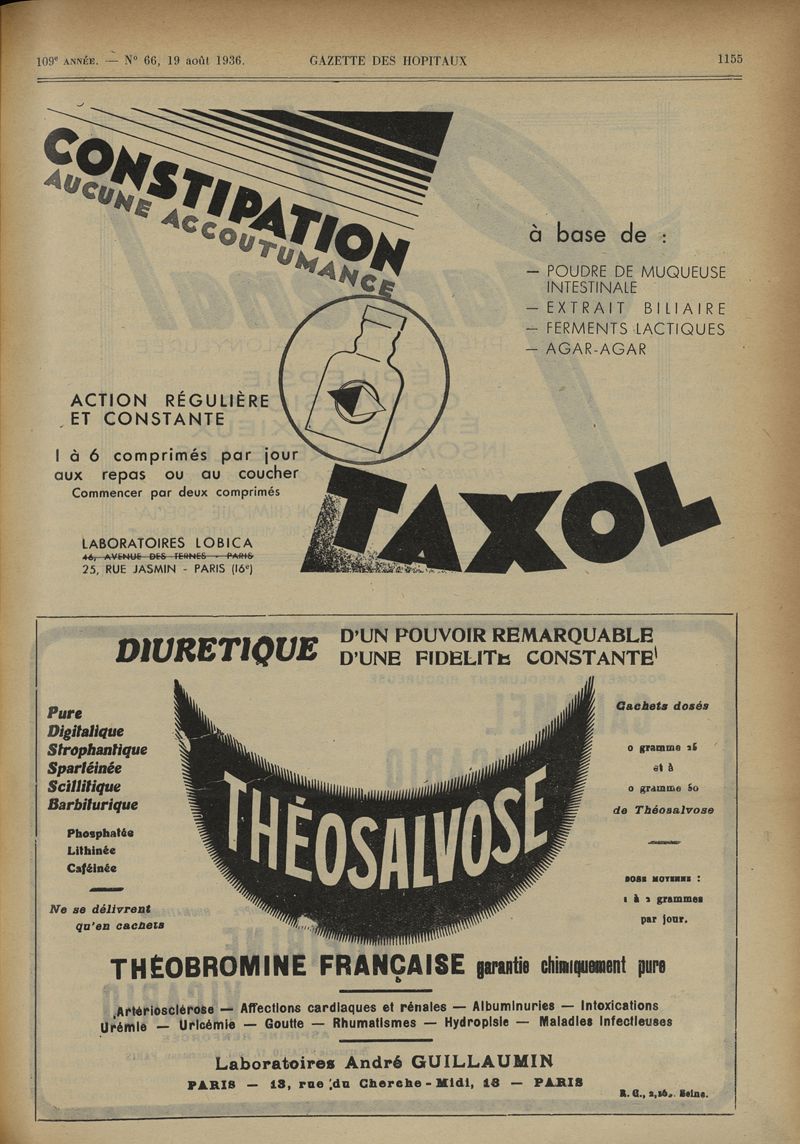 109e ANNÉE. — N° 66, 19 août 1936.
GAZETTE DES HOPITAUX
1155
CONSTIPATION
AUCUNE ACCOUTUMANCE
à base de :
— POUDRE DE MUQUEUSE
INTESTINALE
— EXTRAIT BILIAIRE
— FERMENTS LACTIQUES
— AGAR-AGAR
ACTION RÉGULIÈRE
ET CONSTANTE
1 à 6 comprimés par jour
aux repas ou au coucher
Commencer par deux comprimés
TAXOL
LABORATOIRES LOBICA
46, AVENUE DES TERNES - PARIS
25, RUE JASMIN - PARIS (16e)
DIURETIQUE
D'UN POUVOIR REMARQUABLE
D'UNE FIDELITE CONSTANTE
Pure
Digitalique
Strophantique
Spartéinée
Scillitique
Barbiturique
Phosphatée
Lithinée
Caféinée
Ne se délivrent
qu'en cachets
THÉOSALVOSE
Cachets dosés
0 gramme 25
et à
0 gramme 50
de Théosalvose
DOSE MOYENNE :
1 à 2 grammes
par jour.
THÉOBROMINE FRANÇAISE garantie chimiquement pure
Artériosclérose — Affections cardiaques et rénales — Albuminuries — Intoxications
Urémie — Uricémie — Goutte — Rhumatismes — Hydropisie — Maladies Infectieuses
Laboratoires André GUILLAUMIN
PARIS — 13, rue du Cherche-Midi, 13 — PARIS
Seine.